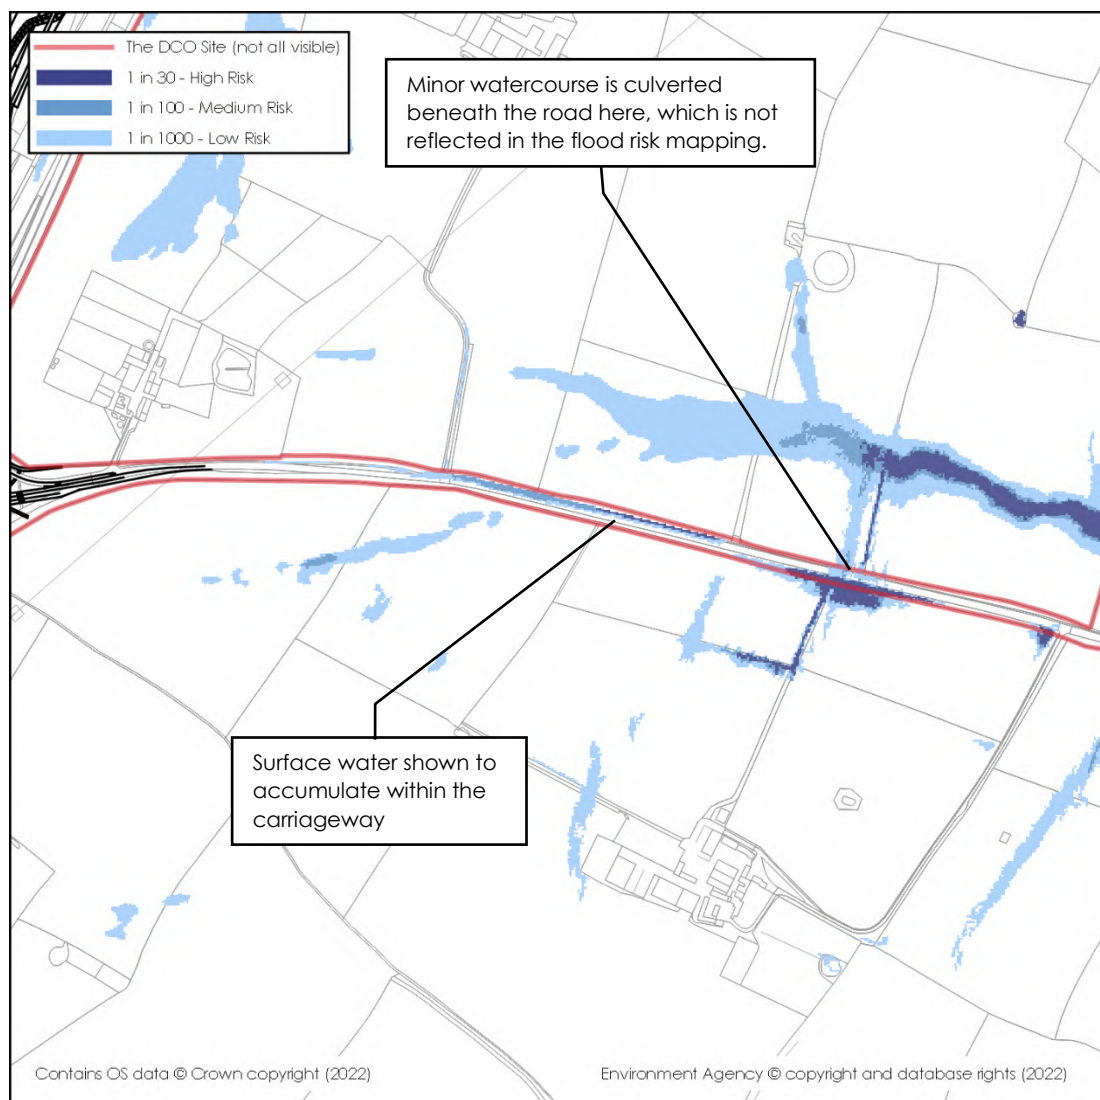 The DCO Site (not all visible)
1 in 30 - High Risk
1 in 100 - Medium Risk
1 in 1000 - Low Risk
Minor watercourse is culverted
beneath the road here, which is not
reflected in the flood risk mapping.
Surface water shown to
accumulate within the
carriageway
Contains OS data © Crown copyright (2022)
Environment Agency © copyright and database rights (2022)